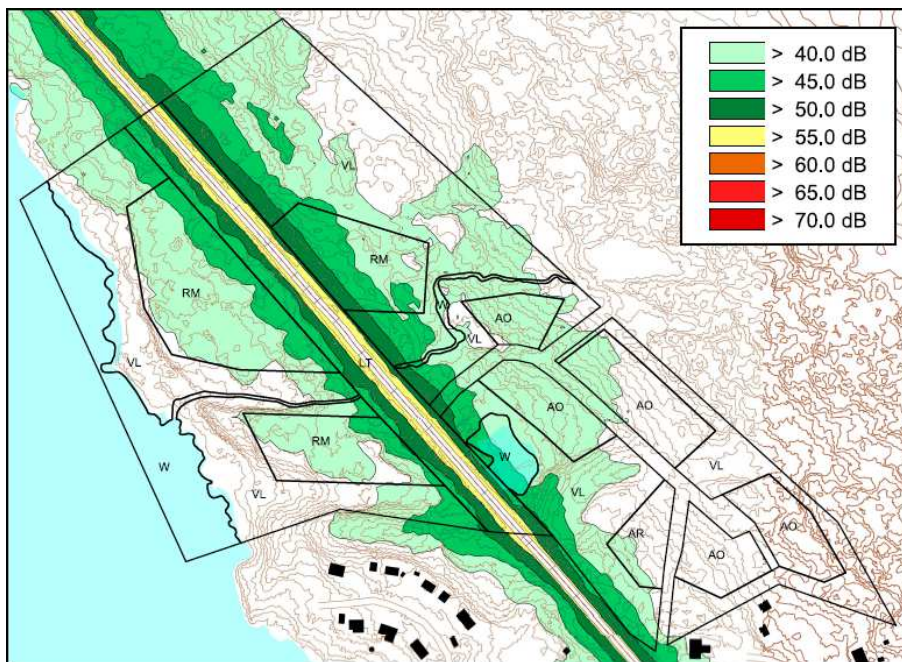 > 40.0 dB
> 45.0 dB
> 50.0 dB
> 55.0 dB
> 60.0 dB
> 65.0 dB
> 70.0 dB
VL
RM
RM
W
AO
VL
VL
LT
AO
AO
RM
W
W
VL
VL
VL
AR
AO
AO